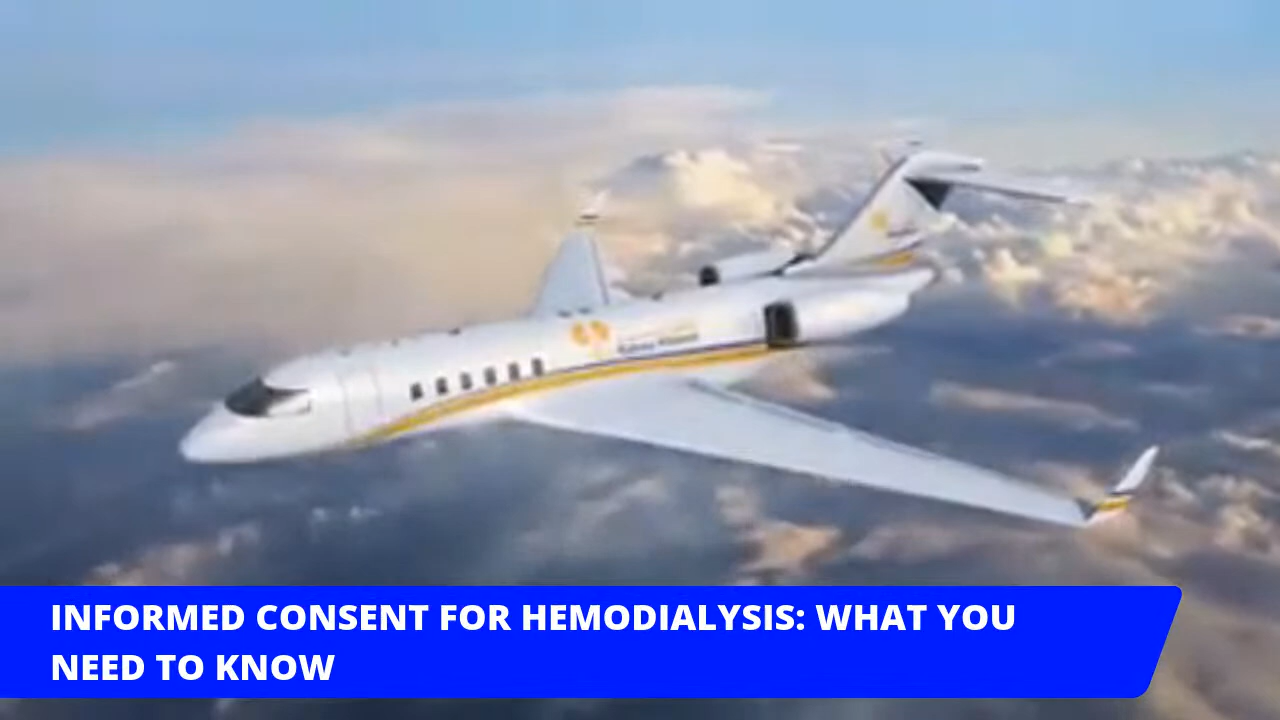 INFORMED CONSENT FOR HEMODIALYSIS: WHAT YOU
NEED TO KNOW